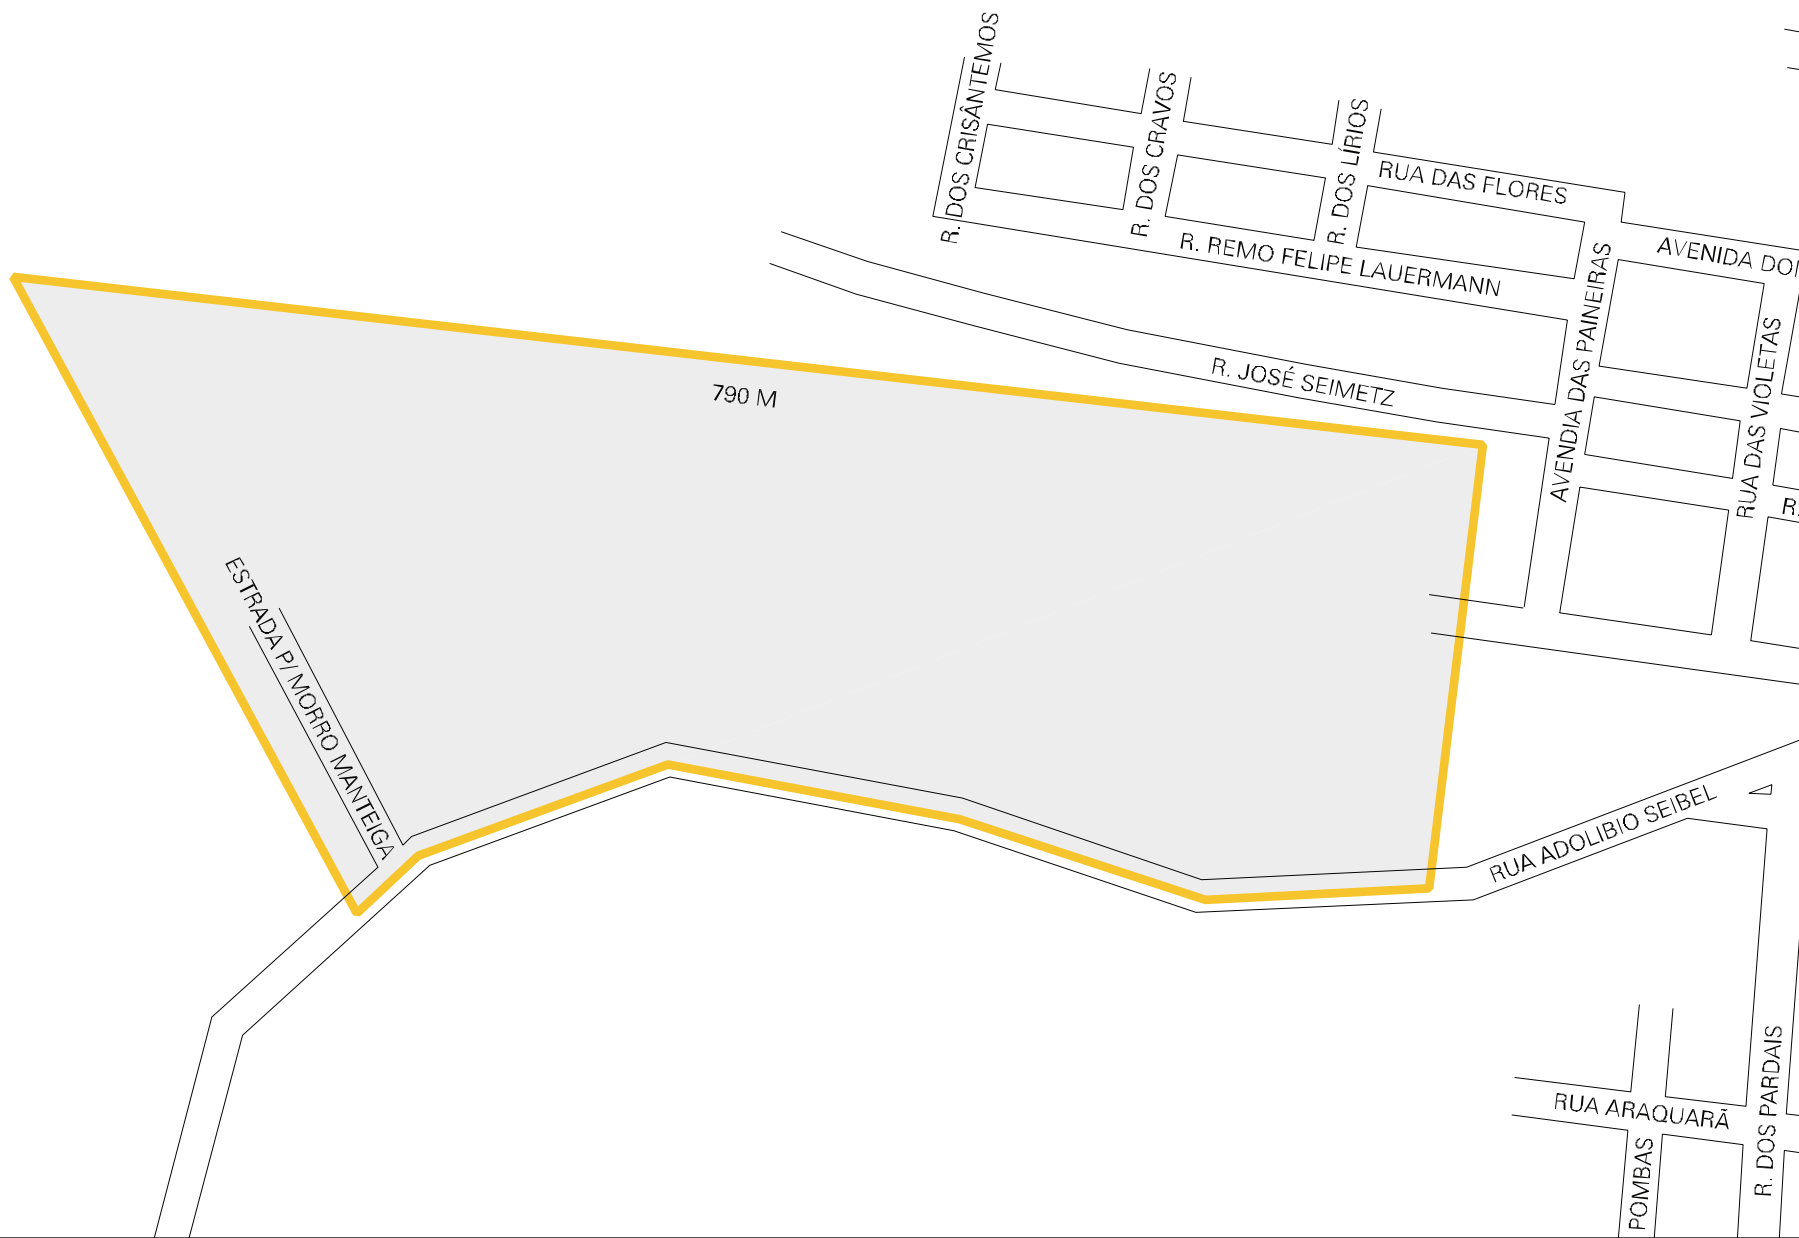 R. DOS CRISÂNTEMOS
R. DOS CRAVOS
R. DOS LÍRIOS
RUA DAS FLORES
R. REMO FELIPE LAUERMANN
AVENIDA DOM
AVENDIA DAS PAINEIRAS
RUA DAS VIOLETAS
R. JOSÉ SEIMETZ
790 M
R.
ESTRADA P/ MORRO MANTEIGA
RUA ADOLIBIO SEIBEL
RUA ARAQUARÃ
R. DOS PARDAIS
POMBAS